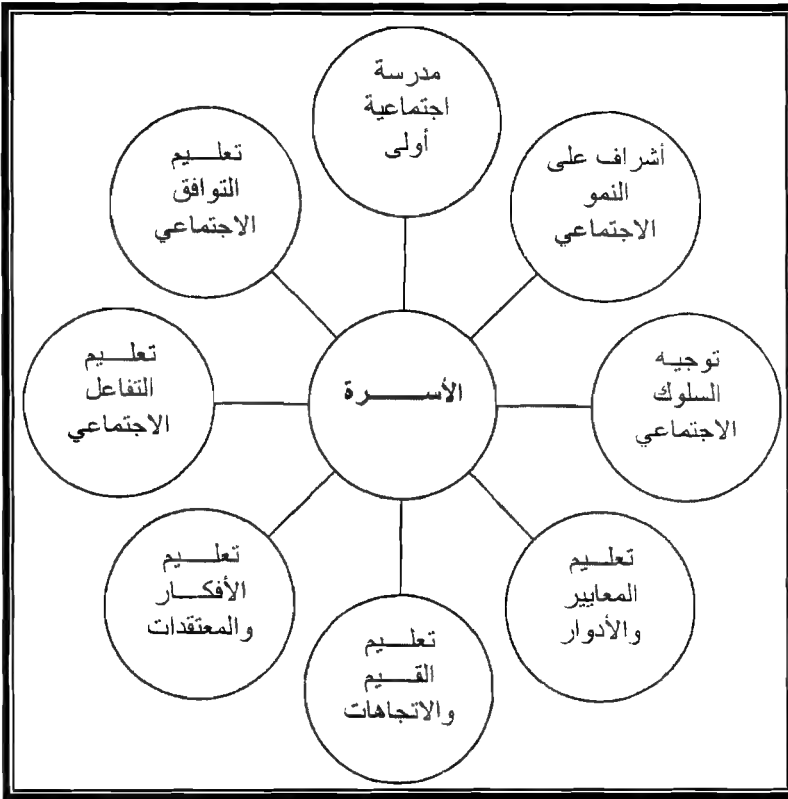 مدرسة
اجتماعية
أولى
أشراف على
النمو
الاجتماعي
توجيه
السلوك
الاجتماعي
تعليم
المعايير
والأدوار
تعليم
القيم
والاتجاهات
تعليم
الأفكار
والمعتقدات
تعليم
التفاعل
الاجتماعي
تعليم
التوافق
الاجتماعي
الأسرة